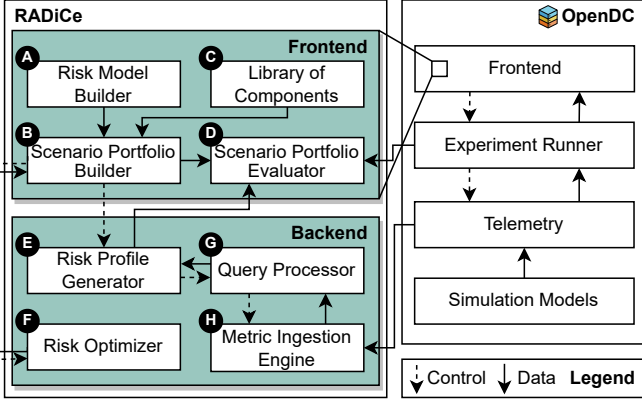 RADiCe
Frontend
A
Risk Model
Builder
C
Library of
Components
B
Scenario Portfolio
Builder
D
Scenario Portfolio
Evaluator
Backend
E
Risk Profile
Generator
G
Query Processor
F
Risk Optimizer
H
Metric Ingestion
Engine
OpenDC
Frontend
Experiment Runner
Telemetry
Simulation Models
Control
Data
Legend